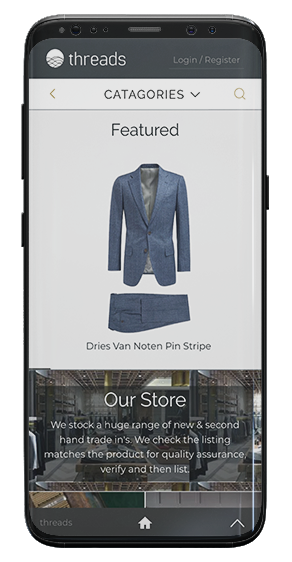 threads
Login / Register
CATAGORIES
Featured
Dries Van Noten Pin Stripe
Our Store
We stock a huge range of new & second
hand trade in's. We check the listing
matches the product for quality assurance,
verify and then list.
threads